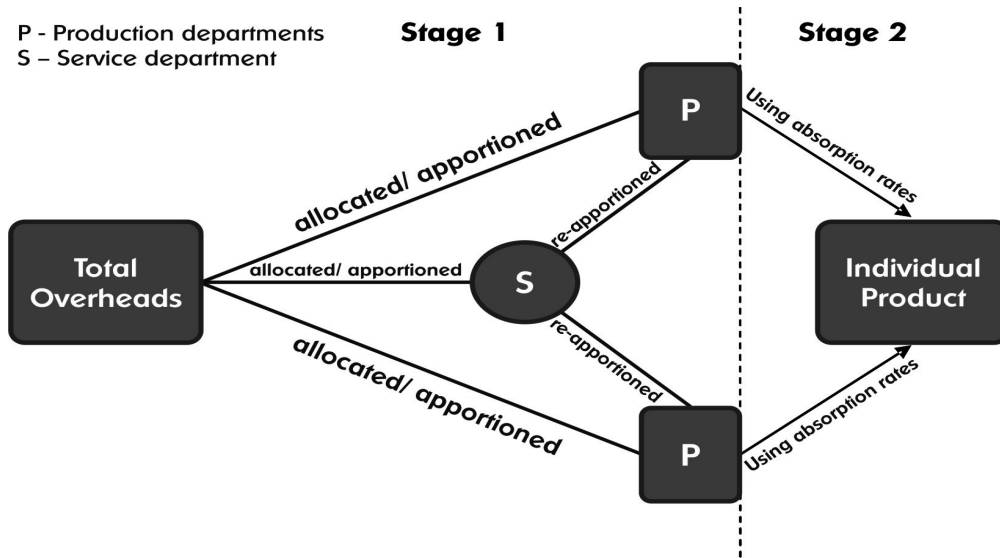 P - Production departments
S – Service department
Stage 1
Stage 2
P
Using absorption rates
allocated/ apportioned
re-apportioned
Total
Overheads
allocated/ apportioned
S
Individual
Product
re-apportioned
allocated/ apportioned
P
Using absorption rates